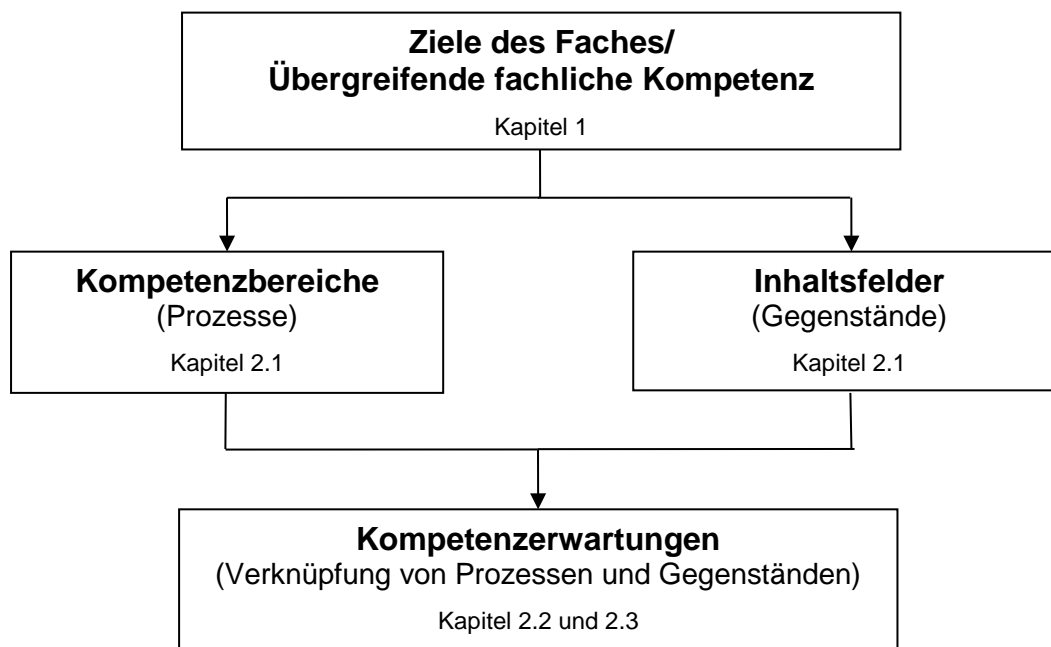 Ziele des Faches/
Übergreifende fachliche Kompetenz
Kapitel 1
Kompetenzbereiche
(Prozesse)
Kapitel 2.1
Inhaltsfelder
(Gegenstände)
Kapitel 2.1
Kompetenzerwartungen
(Verknüpfung von Prozessen und Gegenständen)
Kapitel 2.2 und 2.3